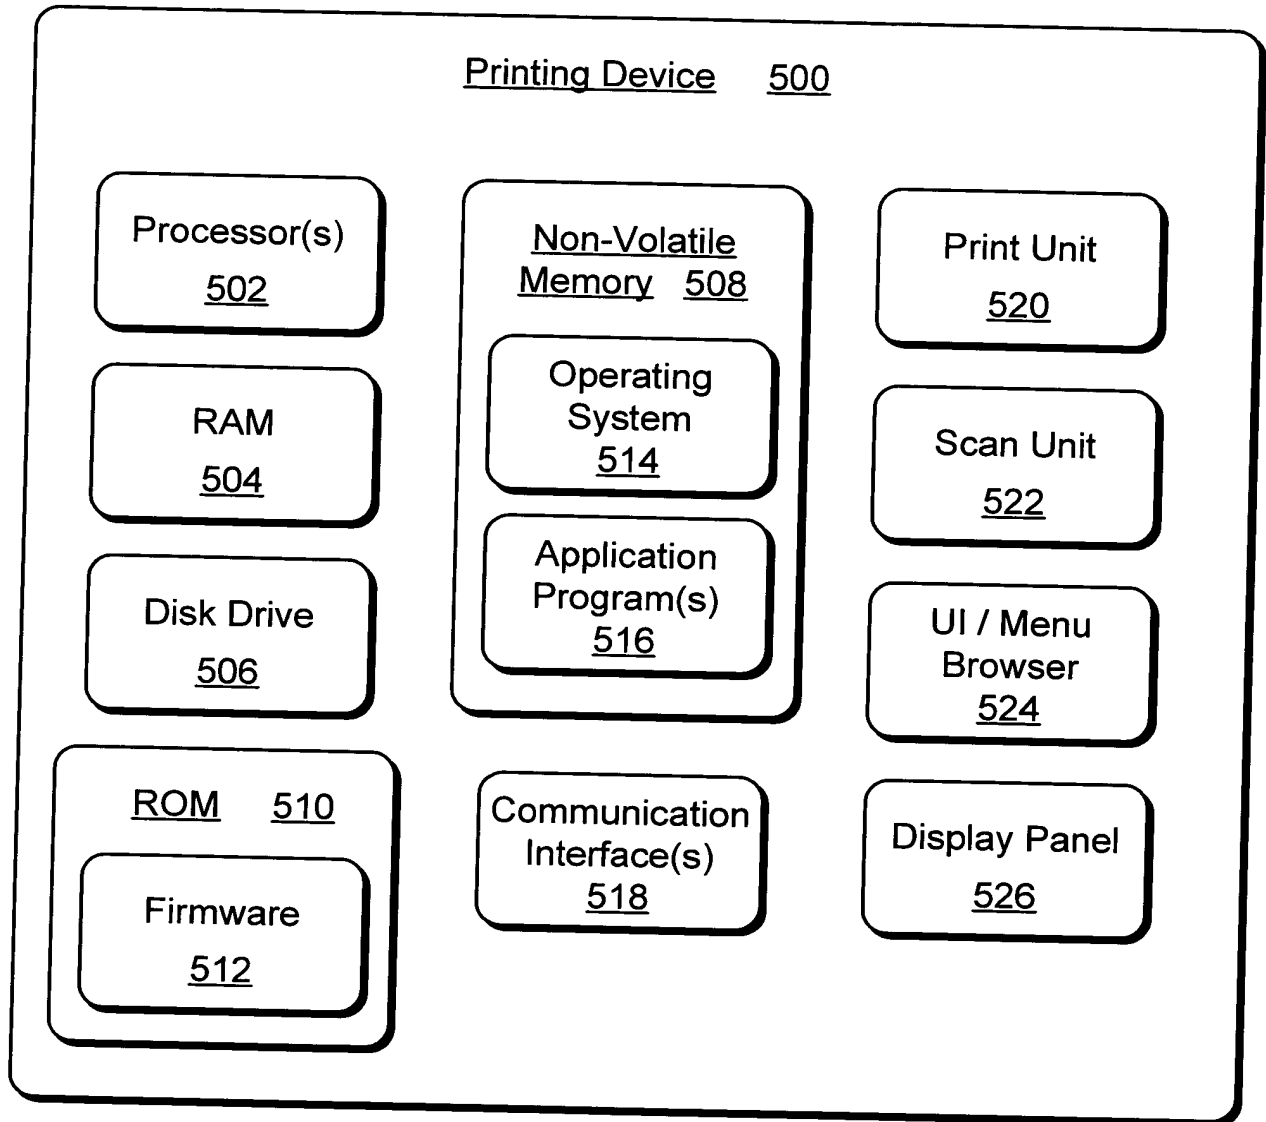 Printing Device 500
Processor(s)
502
RAM
504
Disk Drive
506
ROM 510
Firmware
512
Non-Volatile
Memory 508
Operating
System
514
Application
Program(s)
516
Communication
Interface(s)
518
Print Unit
520
Scan Unit
522
UI / Menu
Browser
524
Display Panel
526